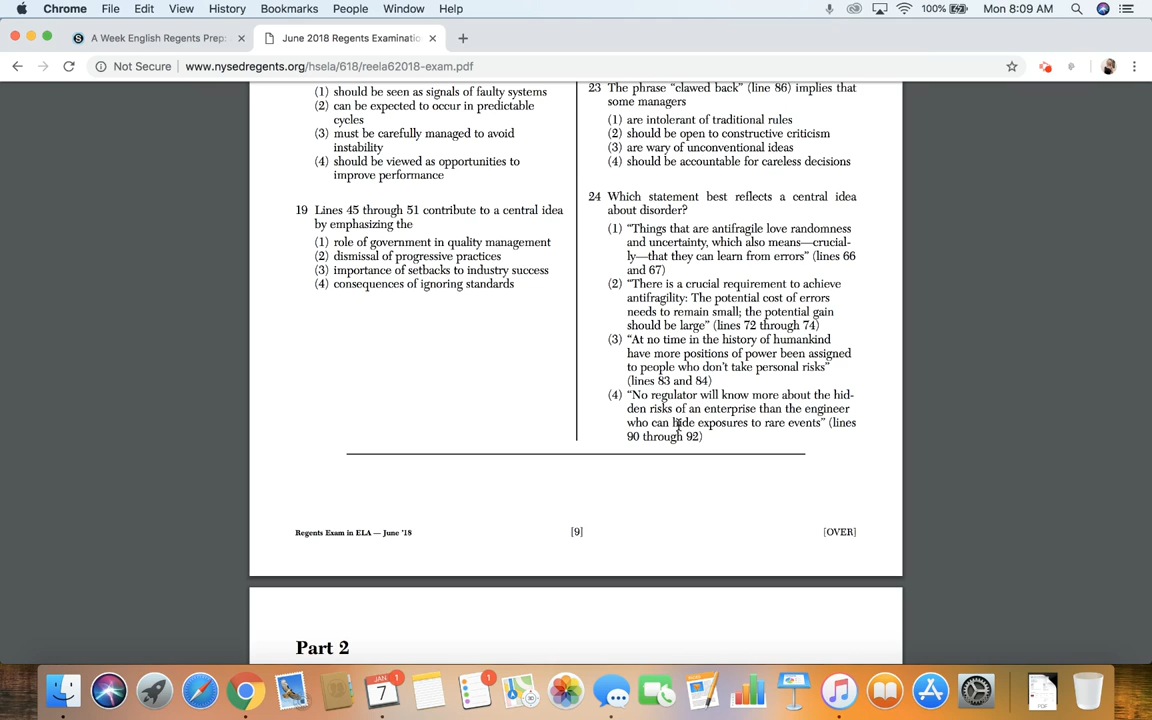 Chrome File Edit View History Bookmarks People Window Help 100% Mon 8:09 AM
A Week English Regents Prep:
June 2018 Regents Examinatio
Not Secure www.nysedregents.org/hsela/618/reela62018-exam.pdf
(1) should be seen as signals of faulty systems
(2) can be expected to occur in predictable
cycles
(3) must be carefully managed to avoid
instability
(4) should be viewed as opportunities to
improve performance
19 Lines 45 through 51 contribute to a central idea
by emphasizing the
(1) role of government in quality management
(2) dismissal of progressive practices
(3) importance of setbacks to industry success
(4) consequences of ignoring standards
23 The phrase “clawed back” (line 86) implies that
some managers
(1) are intolerant of traditional rules
(2) should be open to constructive criticism
(3) are wary of unconventional ideas
(4) should be accountable for careless decisions
24 Which statement best reflects a central idea
about disorder?
(1) “Things that are antifragile love randomness
and uncertainty, which also means—crucial-
ly—that they can learn from errors” (lines 66
and 67)
(2) “There is a crucial requirement to achieve
antifragility: The potential cost of errors
needs to remain small; the potential gain
should be large” (lines 72 through 74)
(3) “At no time in the history of humankind
have more positions of power been assigned
to people who don’t take personal risks”
(lines 83 and 84)
(4) “No regulator will know more about the hid-
den risks of an enterprise than the engineer
who can hide exposures to rare events” (lines
90 through 92)
Regents Exam in ELA — June ’18 [9] [OVER]
Part 2
1
JAN
7
1
3D
PDF